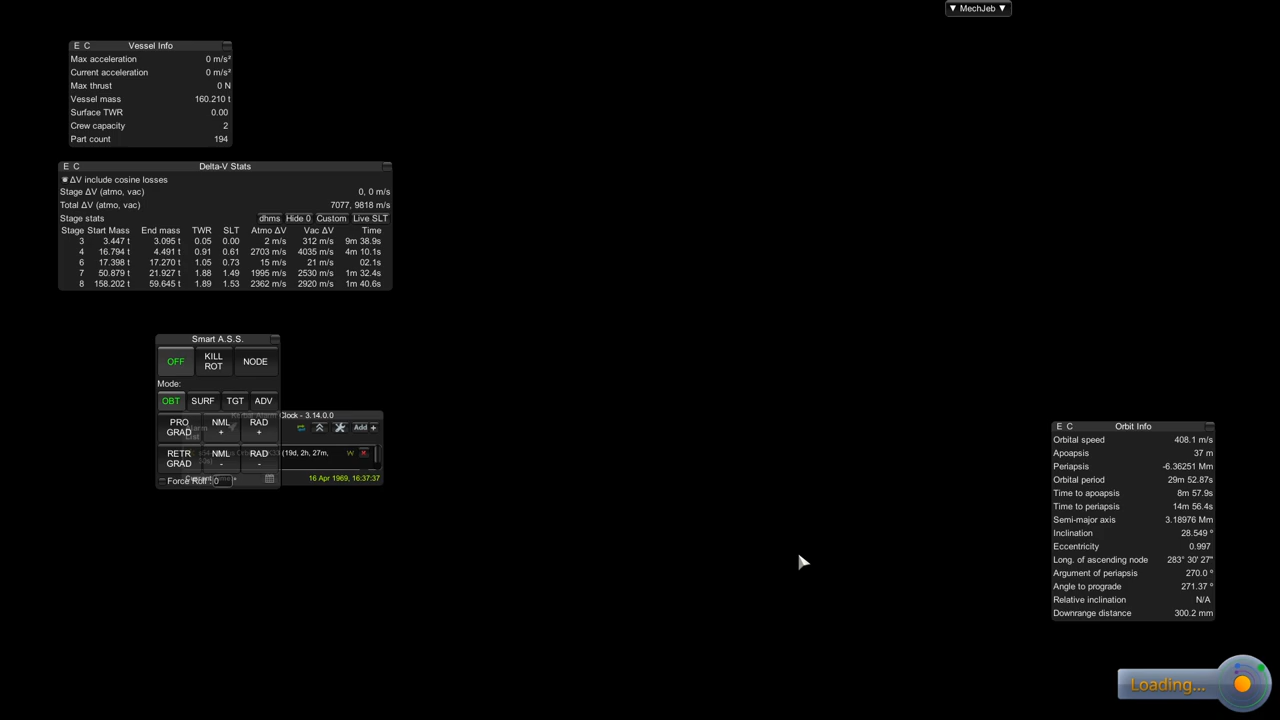 ▼ MechJeb ▼
E C Vessel Info
Max acceleration 0 m/s²
Current acceleration 0 m/s²
Max thrust 0 N
Vessel mass 160.210 t
Surface TWR 0.00
Crew capacity 2
Part count 194
E C Delta-V Stats
ΔV include cosine losses
Stage ΔV (atmo, vac) 0, 0 m/s
Total ΔV (atmo, vac) 7077, 9818 m/s
Stage stats dhms Hide 0 Custom Live SLT
Stage Start Mass End mass TWR SLT Atmo ΔV Vac ΔV Time
3 3.447 t 3.095 t 0.05 0.00 2 m/s 312 m/s 9m 38.9s
4 16.794 t 4.491 t 0.91 0.61 2703 m/s 4035 m/s 4m 10.1s
6 17.398 t 17.270 t 1.05 0.73 15 m/s 21 m/s 02.1s
7 50.879 t 21.927 t 1.88 1.49 1995 m/s 2530 m/s 1m 32.4s
8 158.202 t 59.645 t 1.89 1.53 2362 m/s 2920 m/s 1m 40.6s
Smart A.S.S.
OFF KILL ROT NODE
Mode:
OBT SURF TGT ADV
Clock - 3.14.0.0
PRO GRAD NML + RAD +
Add +
RETR GRAD NML - RAD -
(19d, 2h, 27m, W
Force Roll : 0
16 Apr 1969, 16:37:37
E C Orbit Info
Orbital speed 408.1 m/s
Apoapsis 37 m
Periapsis -6.36251 Mm
Orbital period 29m 52.87s
Time to apoapsis 8m 57.9s
Time to periapsis 14m 56.4s
Semi-major axis 3.18976 Mm
Inclination 28.549 º
Eccentricity 0.997
Long. of ascending node 283° 30' 27"
Argument of periapsis 270.0 º
Angle to prograde 271.37 º
Relative inclination N/A
Downrange distance 300.2 mm
Loading...